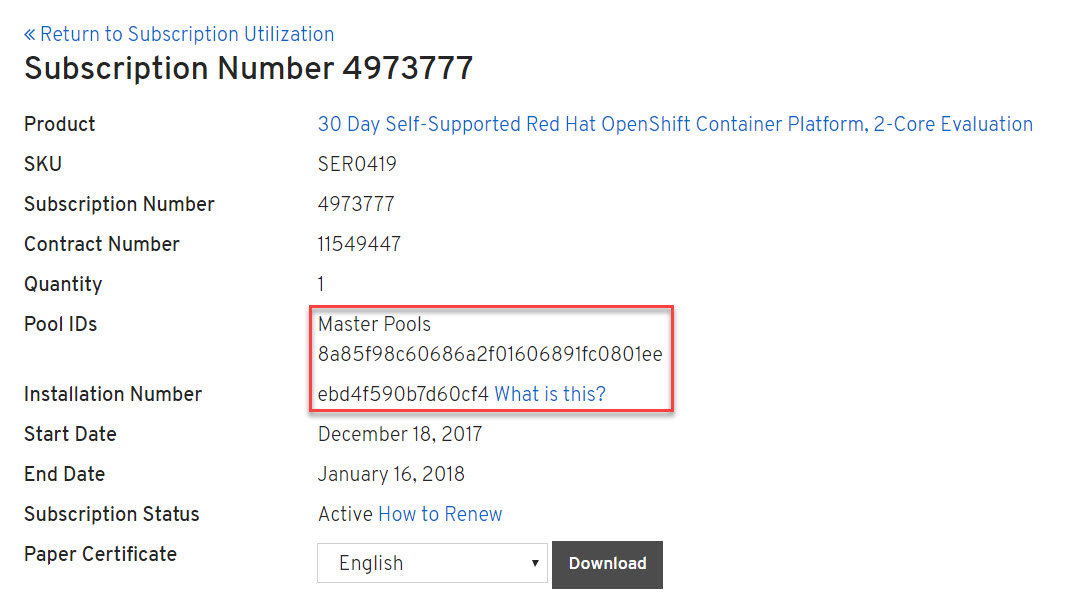 « Return to Subscription Utilization
Subscription Number 4973777
Product 30 Day Self-Supported Red Hat OpenShift Container Platform, 2-Core Evaluation
SKU SER0419
Subscription Number 4973777
Contract Number 11549447
Quantity 1
Pool IDs Master Pools
8a85f98c60686a2f01606891fc0801ee
Installation Number ebd4f590b7d60cf4 What is this?
Start Date December 18, 2017
End Date January 16, 2018
Subscription Status Active How to Renew
Paper Certificate English Download